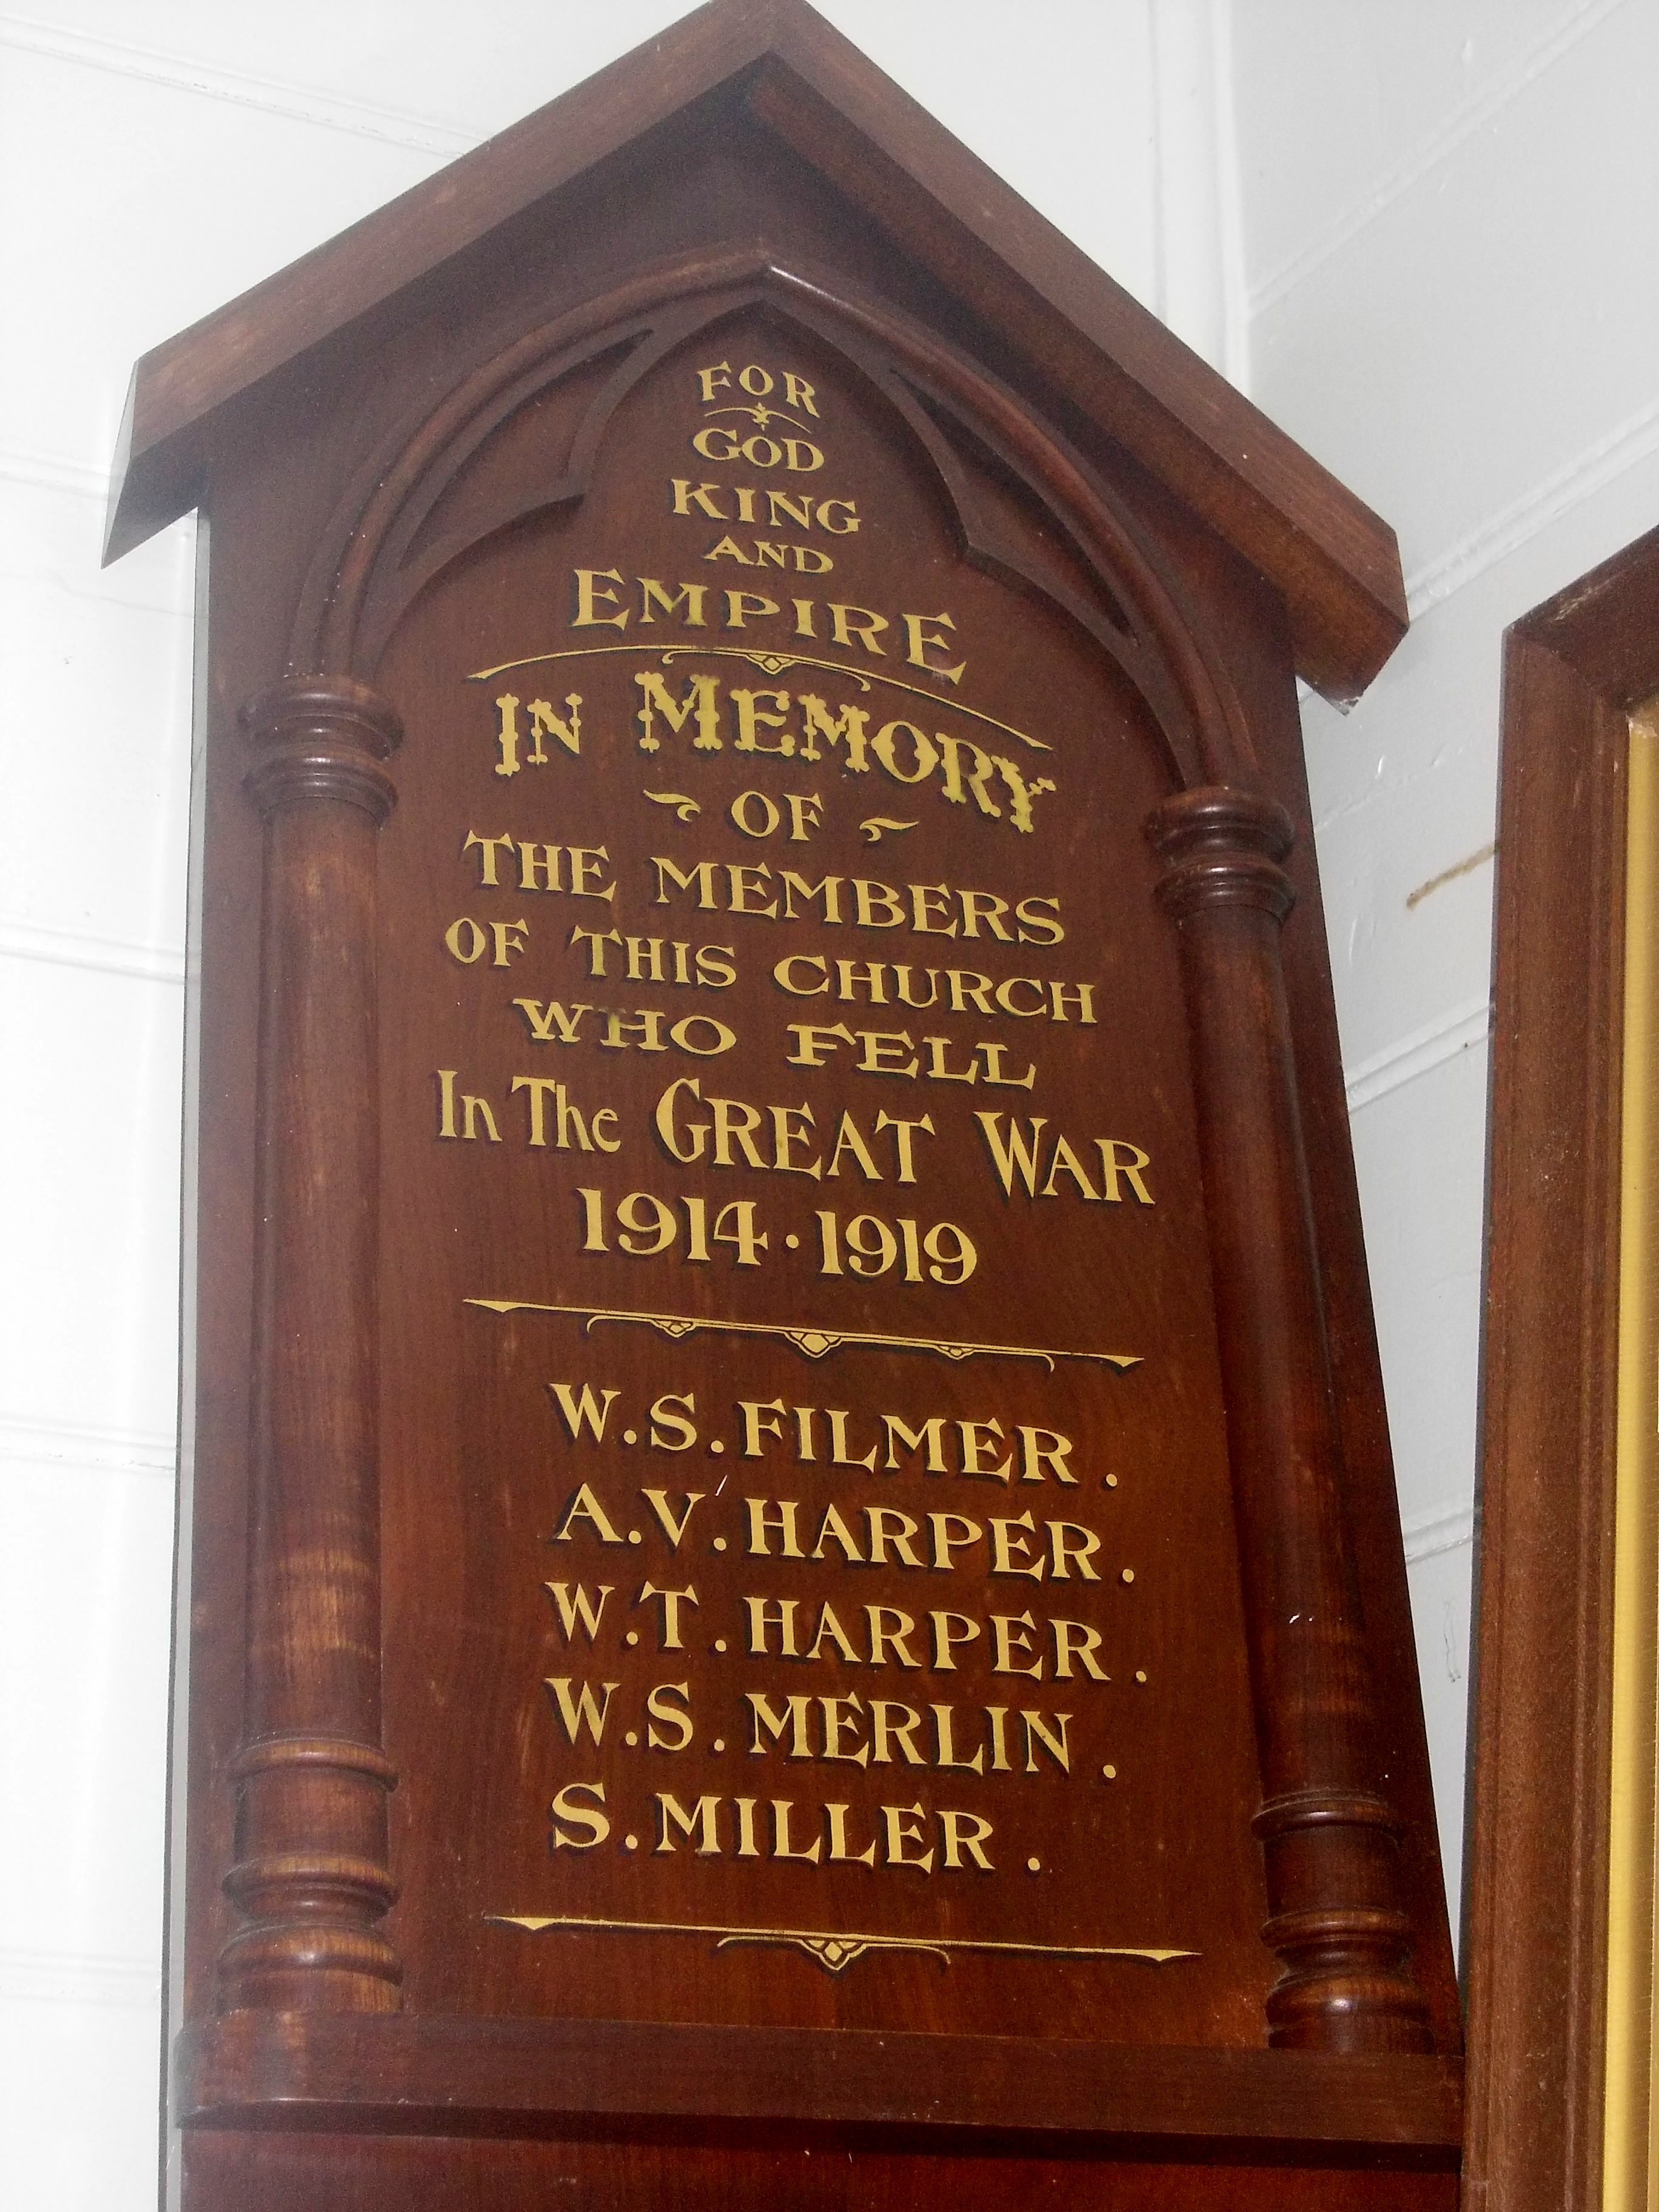 FOR
GOD
KING
AND
EMPIRE
IN MEMORY
OF
THE MEMBERS
OF THIS CHURCH
WHO FELL
In The GREAT WAR
1914 · 1919
W. S. FILMER .
A. V. HARPER .
W. T. HARPER .
W. S. MERLIN .
S. MILLER .